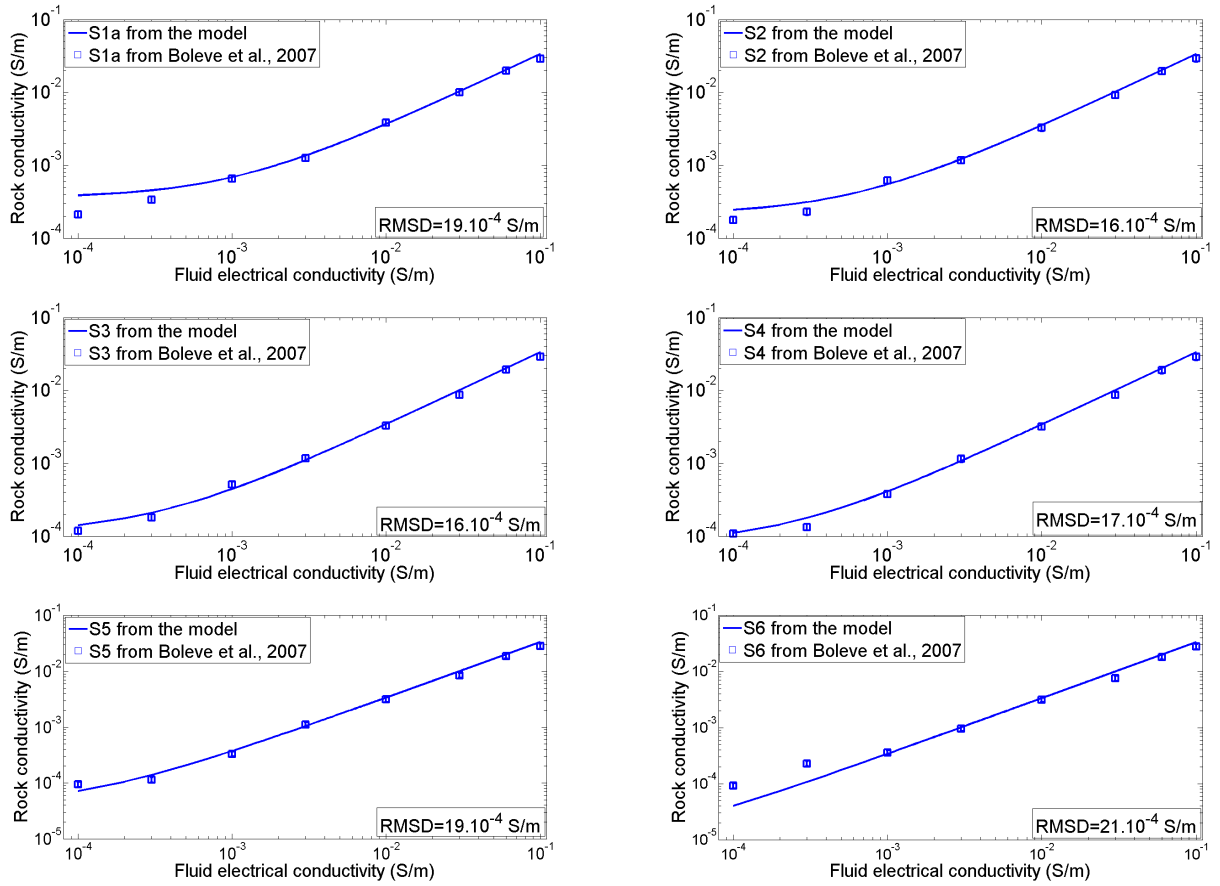 S1a from the model
S1a from Boleve et al., 2007
Rock conductivity (S/m)
10^-1
10^-2
10^-3
10^-4
RMSD=19.10^-4 S/m
10^-4 10^-3 10^-2 10^-1
Fluid electrical conductivity (S/m)
S2 from the model
S2 from Boleve et al., 2007
Rock conductivity (S/m)
10^-1
10^-2
10^-3
10^-4
RMSD=16.10^-4 S/m
10^-4 10^-3 10^-2 10^-1
Fluid electrical conductivity (S/m)
S3 from the model
S3 from Boleve et al., 2007
Rock conductivity (S/m)
10^-1
10^-2
10^-3
10^-4
RMSD=16.10^-4 S/m
10^-4 10^-3 10^-2 10^-1
Fluid electrical conductivity (S/m)
S4 from the model
S4 from Boleve et al., 2007
Rock conductivity (S/m)
10^-1
10^-2
10^-3
10^-4
RMSD=17.10^-4 S/m
10^-4 10^-3 10^-2 10^-1
Fluid electrical conductivity (S/m)
S5 from the model
S5 from Boleve et al., 2007
Rock conductivity (S/m)
10^-1
10^-2
10^-3
10^-4
10^-5
RMSD=19.10^-4 S/m
10^-4 10^-3 10^-2 10^-1
Fluid electrical conductivity (S/m)
S6 from the model
S6 from Boleve et al., 2007
Rock conductivity (S/m)
10^-1
10^-2
10^-3
10^-4
10^-5
RMSD=21.10^-4 S/m
10^-4 10^-3 10^-2 10^-1
Fluid electrical conductivity (S/m)